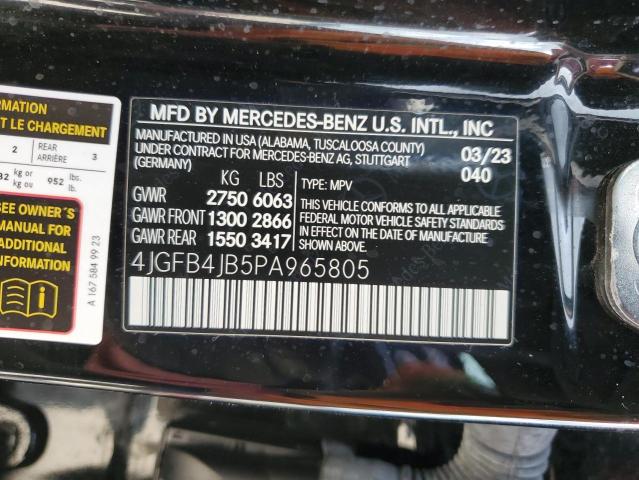 MFD BY MERCEDES-BENZ U.S. INTL., INC
MANUFACTURED IN USA (ALABAMA, TUSCALOOSA COUNTY)
UNDER CONTRACT FOR MERCEDES-BENZ AG, STUTTGART
(GERMANY)
03/23
040
KG LBS
GVWR 2750 6063
GAWR FRONT 1300 2866
GAWR REAR 1550 3417
TYPE: MPV
THIS VEHICLE CONFORMS TO ALL APPLICABLE
FEDERAL MOTOR VEHICLE SAFETY STANDARDS
IN EFFECT ON THE DATE OF MANUFACTURE
SHOWN ABOVE.
4JGFB4JB5PA965805
RMATION
T LE CHARGEMENT
2 REAR ARRIÈRE 3
kg or kg ou 952 lbs. lb.
SEE OWNER´S
MANUAL FOR
ADDITIONAL
INFORMATION
A 167 584 99 23